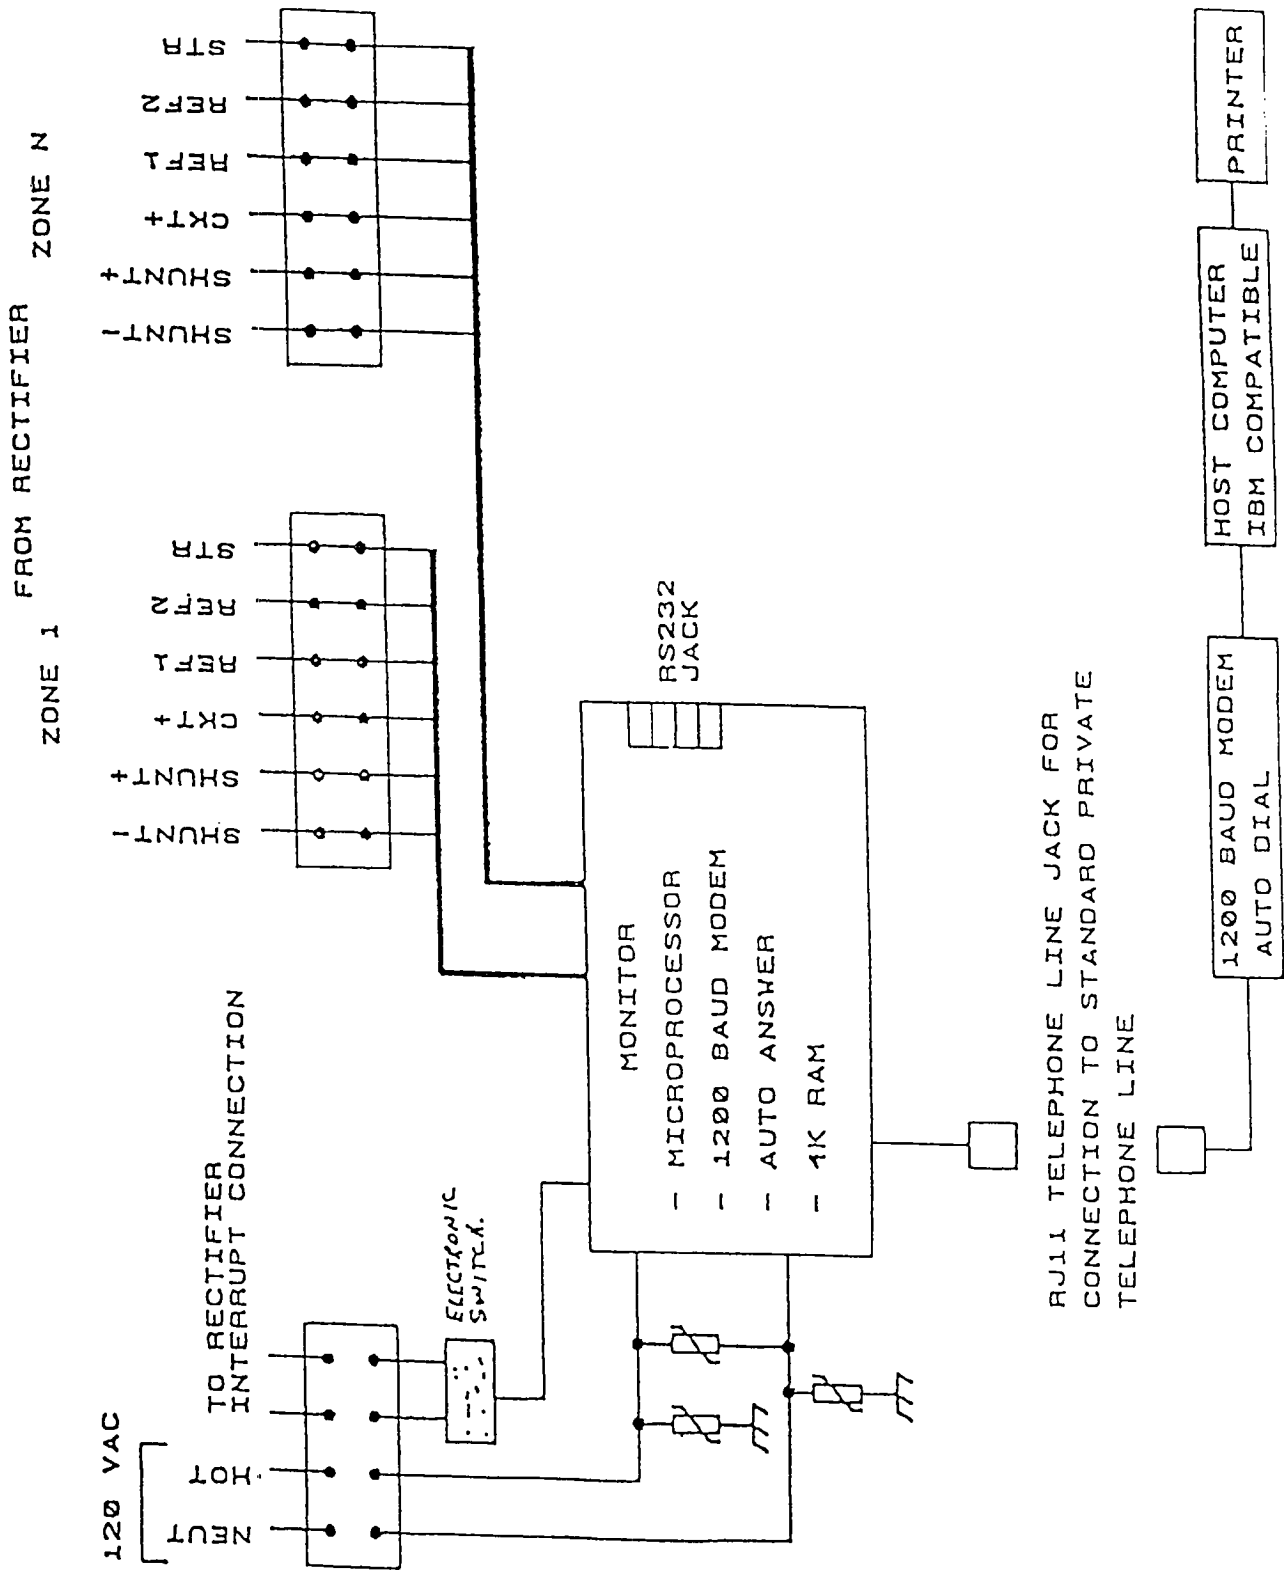 120 VAC
NEUT
HOT
TO RECTIFIER
INTERRUPT CONNECTION
FROM RECTIFIER
ZONE 1
ZONE N
SHUNT-
SHUNT+
CKT+
REF1
REF2
STR
SHUNT-
SHUNT+
CKT+
REF1
REF2
STR
ELECTRONIC
SWITCH.
MONITOR
- MICROPROCESSOR
- 1200 BAUD MODEM
- AUTO ANSWER
- 4K RAM
RS232
JACK
RJ11 TELEPHONE LINE JACK FOR
CONNECTION TO STANDARD PRIVATE
TELEPHONE LINE
1200 BAUD MODEM
AUTO DIAL
HOST COMPUTER
IBM COMPATIBLE
PRINTER